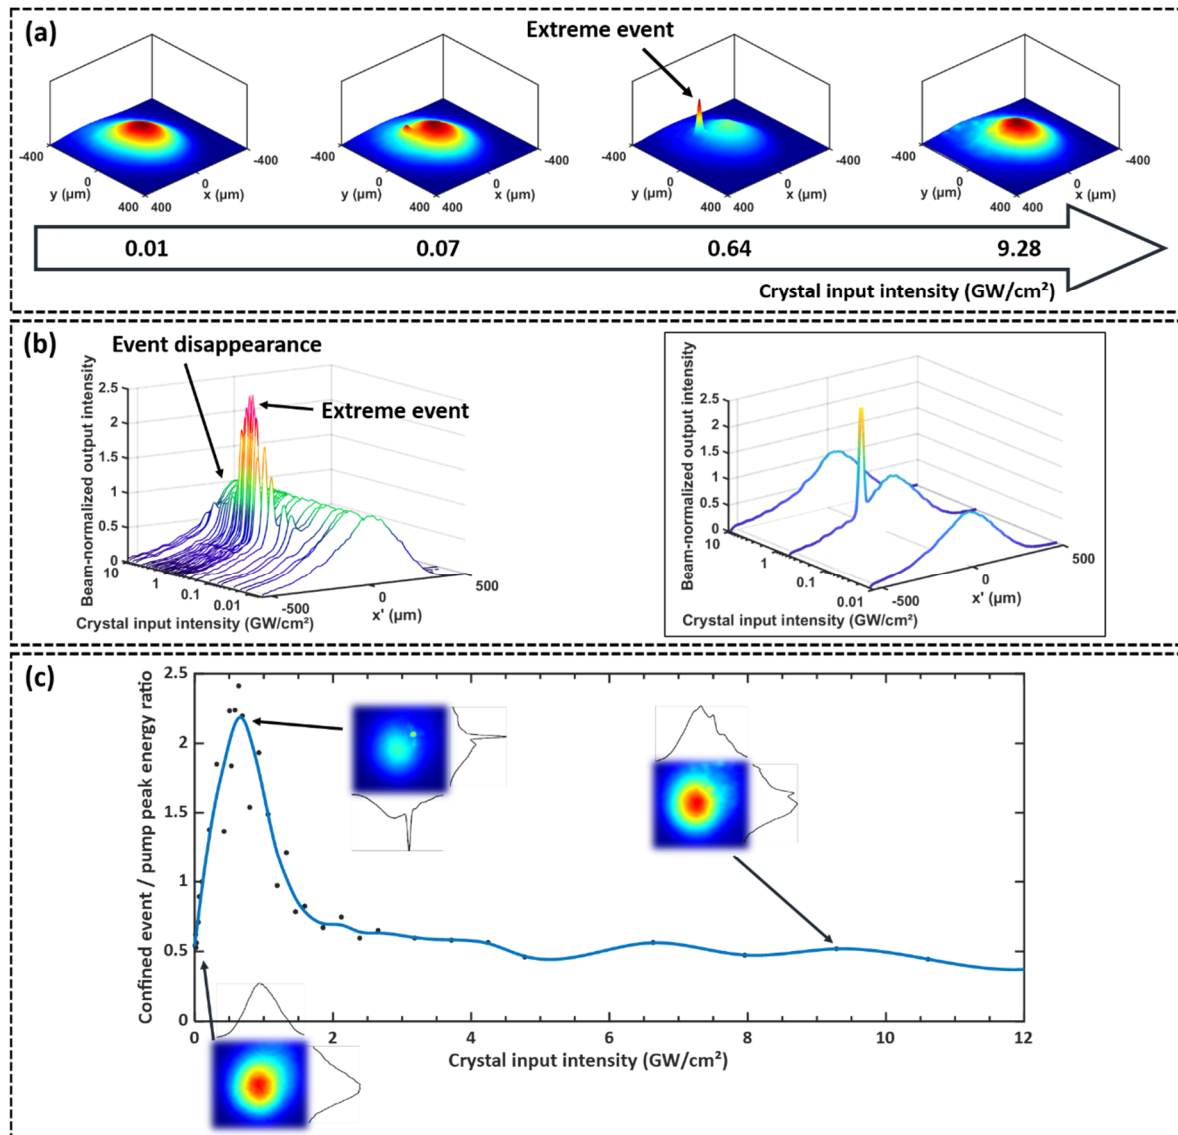 (a)
Extreme event
-400
-400
y (µm)
0
0
x (µm)
400
400
-400
-400
y (µm)
0
0
x (µm)
400
400
-400
-400
y (µm)
0
0
x (µm)
400
400
-400
-400
y (µm)
0
0
x (µm)
400
400
0.01
0.07
0.64
9.28
Crystal input intensity (GW/cm²)
(b)
Event disappearance
Extreme event
Beam-normalized output intensity
2.5
2
1.5
1
0.5
0
10
1
0.1
0.01
-500
0
500
x' (µm)
Crystal input intensity (GW/cm²)
Beam-normalized output intensity
2.5
2
1.5
1
0.5
0
10
1
0.1
0.01
-500
0
500
x' (µm)
Crystal input intensity (GW/cm²)
(c)
Confined event / pump peak energy ratio
2.5
2
1.5
1
0.5
0
0
2
4
6
8
10
12
Crystal input intensity (GW/cm²)